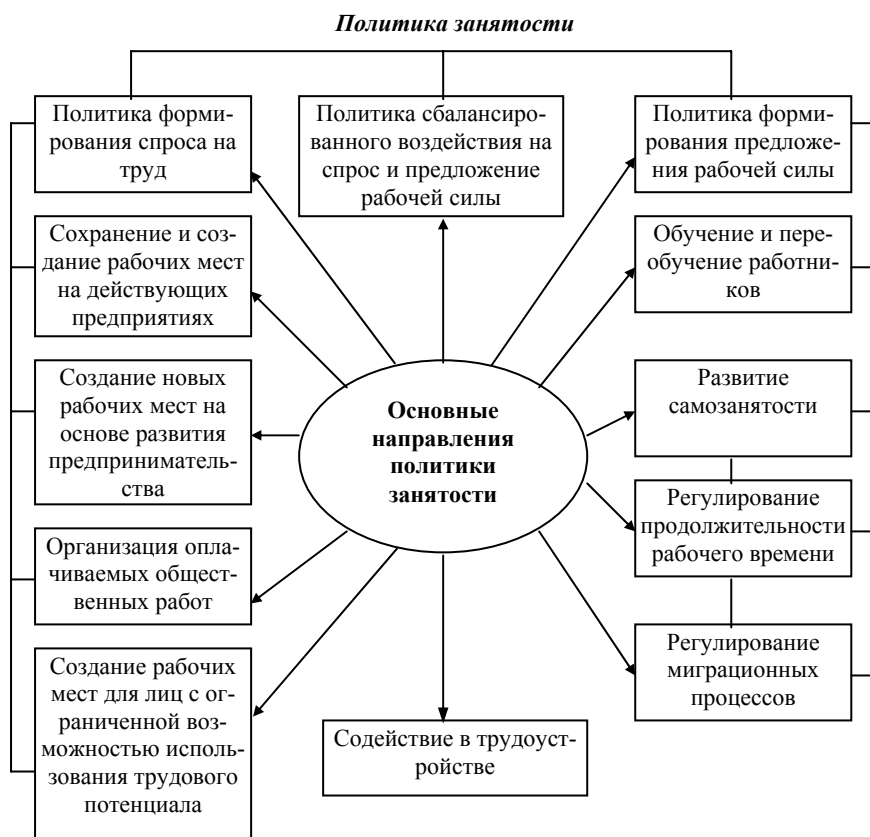 Политика занятости
Политика форми-
рования спроса на
труд
Политика сбалансиро-
ванного воздействия на
спрос и предложение
рабочей силы
Политика
формирования предложе-
ния рабочей силы
Сохранение и соз-
дание рабочих мест
на действующих
предприятиях
Обучение и пере-
обучение работни-
ков
Создание новых
рабочих мест на
основе развития
предприниматель-
ства
Основные
направления
политики
занятости
Развитие
самозанятости
Регулирование
продолжительности
рабочего времени
Организация опла-
чиваемых общест-
венных работ
Регулирование
миграционных
процессов
Создание рабочих
мест для лиц с ог-
раниченной воз-
можностью исполь-
зования трудового
потенциала
Содействие в трудоуст-
ройстве